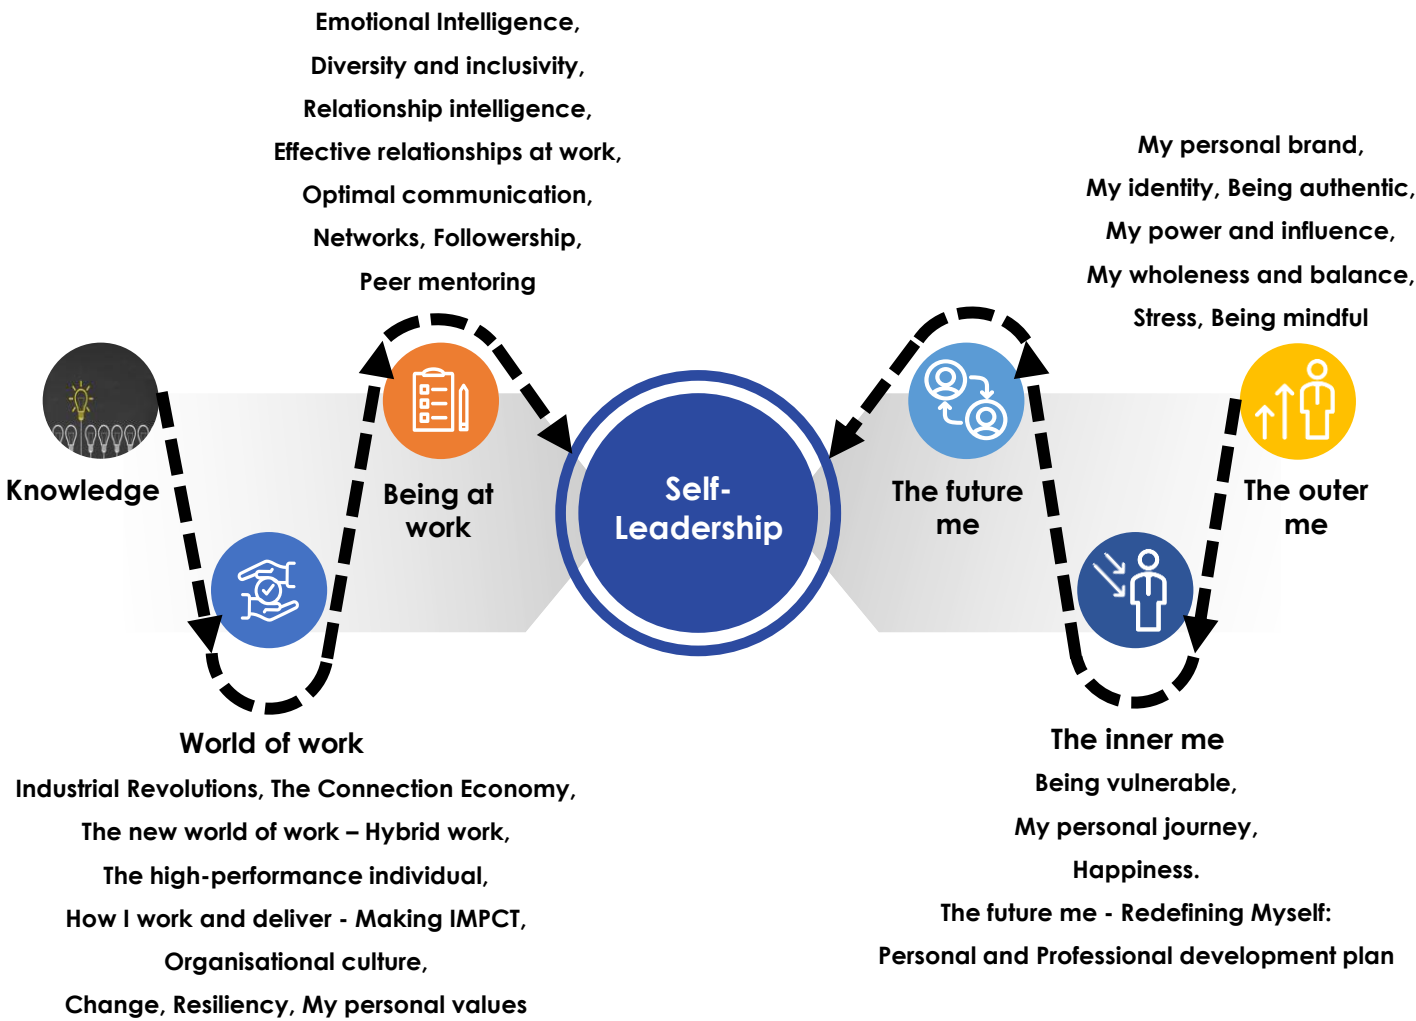 Emotional Intelligence,
Diversity and inclusivity,
Relationship intelligence,
Effective relationships at work,
Optimal communication,
Networks, Followership,
Peer mentoring
My personal brand,
My identity, Being authentic,
My power and influence,
My wholeness and balance,
Stress, Being mindful
Knowledge
Being at
work
Self-
Leadership
The future
me
The outer
me
World of work
Industrial Revolutions, The Connection Economy,
The new world of work – Hybrid work,
The high-performance individual,
How I work and deliver - Making IMPCT,
Organisational culture,
Change, Resiliency, My personal values
The inner me
Being vulnerable,
My personal journey,
Happiness.
The future me - Redefining Myself:
Personal and Professional development plan